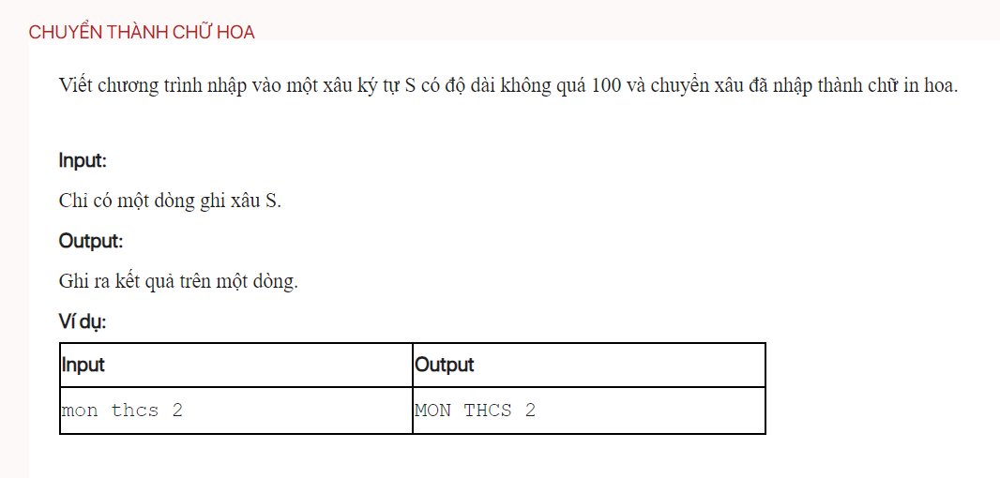 CHUYỂN THÀNH CHỮ HOA
Viết chương trình nhập vào một xâu ký tự S có độ dài không quá 100 và chuyển xâu đã nhập thành chữ in hoa.
Input:
Chỉ có một dòng ghi xâu S.
Output:
Ghi ra kết quả trên một dòng.
Ví dụ:
Input Output
mon thcs 2 MON THCS 2